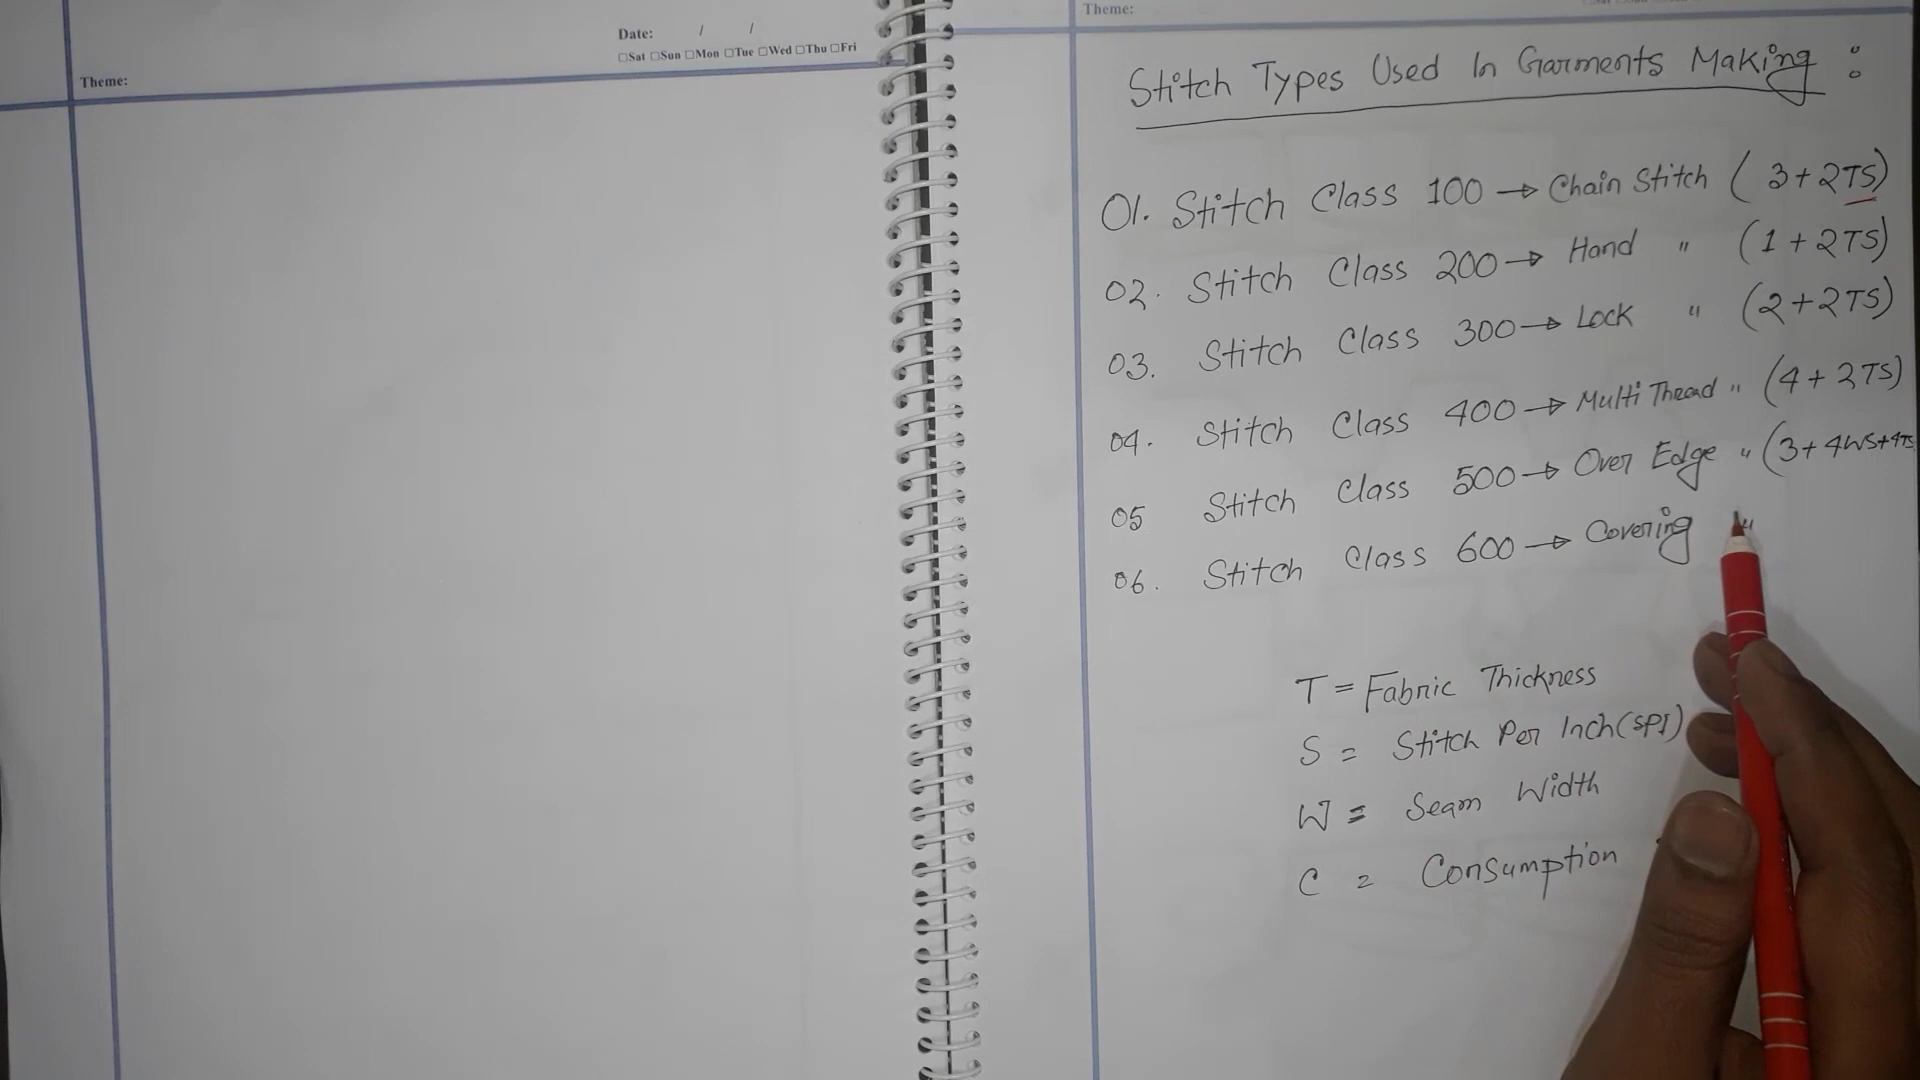 Date: / /
□Sat □Sun □Mon □Tue □Wed □Thu □Fri
Theme:
Theme:
Stitch Types Used In Garments Making :
01. Stitch Class 100 → Chain Stitch (3+2TS)
02. Stitch Class 200 → Hand " (1+2TS)
03. Stitch Class 300 → Lock " (2+2TS)
04. Stitch Class 400 → Multi Thread " (4+2TS)
05 Stitch Class 500 → Over Edge " (3+4WS+4TS
06. Stitch Class 600 → Covering "
T = Fabric Thickness
S = Stitch Per Inch (SPI)
W = Seam Width
C = Consumption